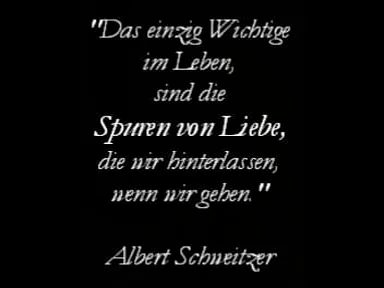 "Das einzig Wichtige
im Leben,
sind die
Spuren von Liebe,
die wir hinterlassen,
wenn wir gehen."
Albert Schweitzer